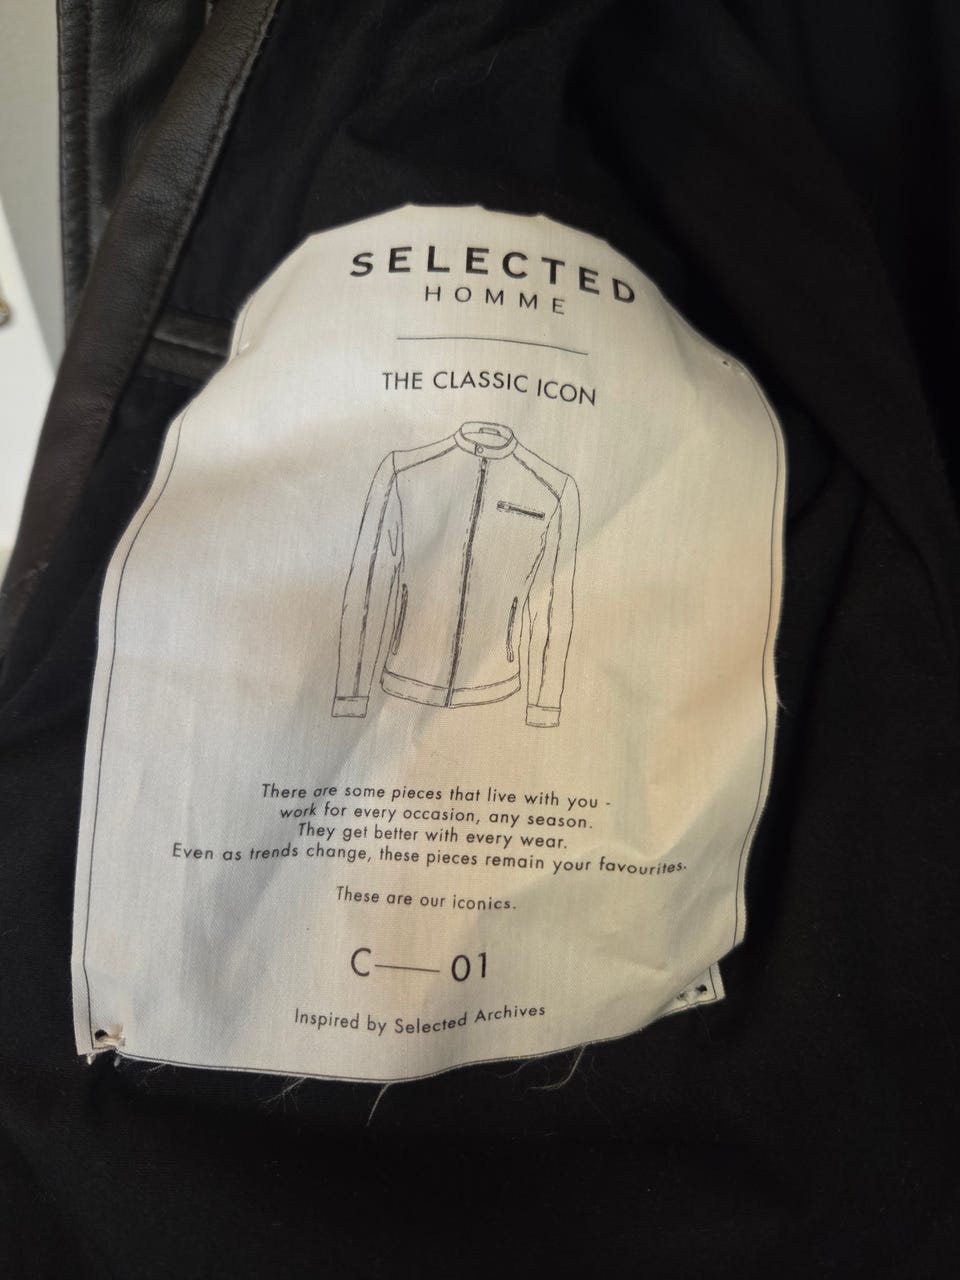 SELECTED
HOMME
THE CLASSIC ICON
There are some pieces that live with you -
work for every occasion, any season.
They get better with every wear.
Even as trends change, these pieces remain your favourites.
These are our iconics.
C—01
Inspired by Selected Archives